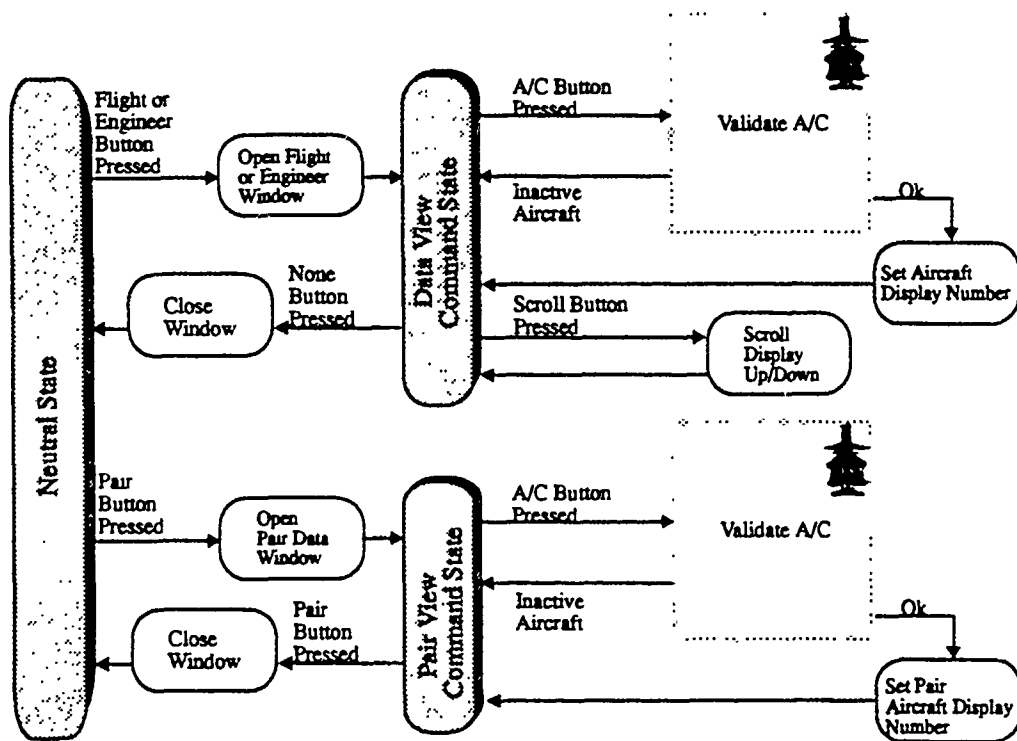 Neutral State
Flight or
Engineer
Button
Pressed
Open Flight
or Engineer
Window
Data View
Command State
A/C Button
Pressed
Validate A/C
Inactive
Aircraft
Ok
Set Aircraft
Display Number
None
Button
Pressed
Close
Window
Scroll Button
Pressed
Scroll
Display
Up/Down
Pair
Button
Pressed
Open
Pair Data
Window
Pair View
Command State
A/C Button
Pressed
Validate A/C
Inactive
Aircraft
Ok
Set Pair
Aircraft Display
Number
Pair
Button
Pressed
Close
Window